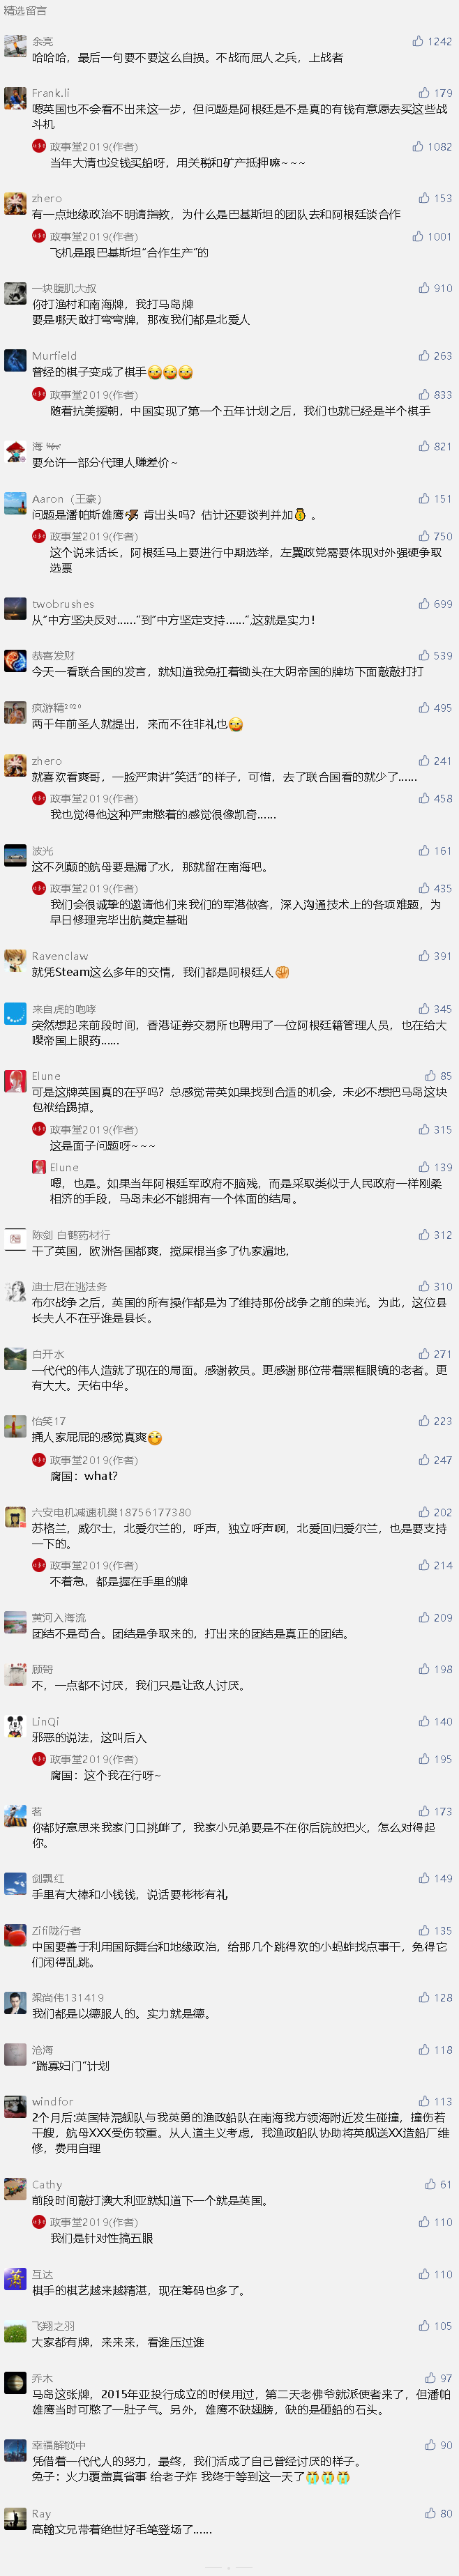 精选留言
余亮
1242
哈哈哈，最后一句要不要这么自损。不战而屈人之兵，上战者
Frank.li
179
嗯英国也不会看不出来这一步，但问题是阿根廷是不是真的有钱有意愿去买这些战
斗机
政事堂2019(作者)
1082
当年大清也没钱买船呀，用关税和矿产抵押嘛~~~
zhero
153
有一点地缘政治不明请指教，为什么是巴基斯坦的团队去和阿根廷谈合作
政事堂2019(作者)
1001
飞机是跟巴基斯坦“合作生产”的
一块腹肌大叔
910
你打渔村和南海牌，我打马岛牌
要是哪天敢打弯弯牌，那夜我们都是北爱人
Murfield
263
曾经的棋子变成了棋手
政事堂2019(作者)
833
随着抗美援朝，中国实现了第一个五年计划之后，我们也就已经是半个棋手
海
821
要允许一部分代理人赚差价~
Aaron（王豪）
151
问题是潘帕斯雄鹰 肯出头吗？估计还要谈判并加 。
政事堂2019(作者)
750
这个说来话长，阿根廷马上要进行中期选举，左翼政党需要体现对外强硬争取
选票
twobrushes
699
从“中方坚决反对……”到“中方坚定支持……”,这就是实力！
恭喜发财
539
今天一看联合国的发言，就知道我兔扛着锄头在大阴帝国的牌坊下面敲敲打打
疯游精²⁰²⁰
495
两千年前圣人就提出，来而不往非礼也
zhero
241
就喜欢看爽哥，一脸严肃讲“笑话”的样子，可惜，去了联合国看的就少了……
政事堂2019(作者)
458
我也觉得他这种严肃憋着的感觉很像凯奇……
波光
161
这不列颠的航母要是漏了水，那就留在南海吧。
政事堂2019(作者)
435
我们会很诚挚的邀请他们来我们的军港做客，深入沟通技术上的各项难题，为
早日修理完毕出航奠定基础
Ravenclaw
391
就凭Steam这么多年的交情，我们都是阿根廷人
来自虎的咆哮
345
突然想起来前段时间，香港证券交易所也聘用了一位阿根廷籍管理人员，也在给大
嘤帝国上眼药……
Elune
85
可是这牌英国真的在乎吗？总感觉带英如果找到合适的机会，未必不想把马岛这块
包袱给踢掉。
政事堂2019(作者)
315
这是面子问题呀~~~
Elune
139
嗯，也是。如果当年阿根廷军政府不脑残，而是采取类似于人民政府一样刚柔
相济的手段，马岛未必不能拥有一个体面的结局。
陈剑 白鹤药材行
312
干了英国，欧洲各国都爽，搅屎棍当多了仇家遍地，
迪士尼在逃法务
310
布尔战争之后，英国的所有操作都是为了维持那份战争之前的荣光。为此，这位县
长夫人不在乎谁是县长。
白开水
271
一代代的伟人造就了现在的局面。感谢教员。更感谢那位带着黑框眼镜的老者。更
有大大。天佑中华。
怡笑17
223
捅人家屁屁的感觉真爽
政事堂2019(作者)
247
腐国：what?
六安电机减速机樊18756177380
202
苏格兰，威尔士，北爱尔兰的，呼声，独立呼声啊，北爱回归爱尔兰，也是要支持
一下的。
政事堂2019(作者)
214
不着急，都是握在手里的牌
黄河入海流
209
团结不是苟合。团结是争取来的，打出来的团结是真正的团结。
顾哿
198
不，一点都不讨厌，我们只是让敌人讨厌。
LinQi
140
邪恶的说法，这叫后入
政事堂2019(作者)
195
腐国：这个我在行呀~
茗
173
你都好意思来我家门口挑衅了，我家小兄弟要是不在你后院放把火，怎么对得起
你。
剑飘红
149
手里有大棒和小钱钱，说话要彬彬有礼
Zifi陇行者
135
中国要善于利用国际舞台和地缘政治，给那几个跳得欢的小蚂蚱找点事干，免得它
们闲得乱跳。
梁尚伟131419
128
我们都是以德服人的。实力就是德。
沧海
118
“踹寡妇门”计划
windfor
113
2个月后:英国特混舰队与我英勇的渔政船队在南海我方领海附近发生碰撞，撞伤若
干艘，航母XXX受伤较重。从人道主义考虑，我渔政船队协助将英舰送XX造船厂维
修，费用自理
Cathy
61
前段时间敲打澳大利亚就知道下一个就是英国。
政事堂2019(作者)
110
我们是针对性搞五眼
互达
110
棋手的棋艺越来越精湛，现在筹码也多了。
飞翔之羽
105
大家都有牌，来来来，看谁压过谁
乔木
97
马岛这张牌，2015年亚投行成立的时候用过，第二天老佛爷就派使者来了，但潘帕
雄鹰当时可憋了一肚子气。另外，雄鹰不缺翅膀，缺的是砸船的石头。
幸福解锁中
90
凭借着一代代人的努力，最终，我们活成了自己曾经讨厌的样子。
兔子：火力覆盖真省事 给老子炸 我终于等到这一天了
Ray
80
高翰文兄带着绝世好毛笔登场了……